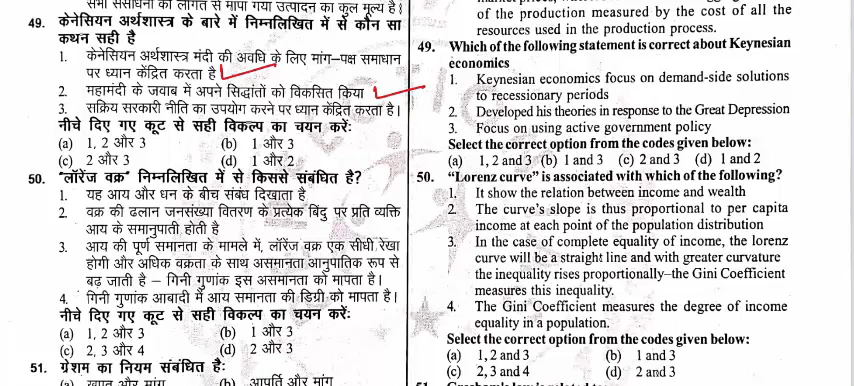 सभी संसाधनों की लागत से मापा गया उत्पादन का कुल मूल्य है।
49. केनेसियन अर्थशास्त्र के बारे में निम्नलिखित में से कौन सा
कथन सही है
1. केनेसियन अर्थशास्त्र मंदी की अवधि के लिए मांग–पक्ष समाधान
पर ध्यान केंद्रित करता है
2. महामंदी के जवाब में अपने सिद्धांतों को विकसित किया
3. सक्रिय सरकारी नीति का उपयोग करने पर ध्यान केंद्रित करता है।
नीचे दिए गए कूट से सही विकल्प का चयन करें:
(a) 1, 2 और 3 (b) 1 और 3
(c) 2 और 3 (d) 1 और 2
50. "लॉरेंज वक्र" निम्नलिखित में से किससे संबंधित है?
1. यह आय और धन के बीच संबंध दिखाता है
2. वक्र की ढलान जनसंख्या वितरण के प्रत्येक बिंदु पर प्रति व्यक्ति
आय के समानुपाती होती है
3. आय की पूर्ण समानता के मामले में, लॉरेंज वक्र एक सीधी रेखा
होगी और अधिक वक्रता के साथ असमानता आनुपातिक रूप से
बढ़ जाती है – गिनी गुणांक इस असमानता को मापता है।
4. गिनी गुणांक आबादी में आय समानता की डिग्री को मापता है।
नीचे दिए गए कूट से सही विकल्प का चयन करें:
(a) 1, 2 और 3 (b) 1 और 3
(c) 2, 3 और 4 (d) 2 और 3
51. ग्रेशम का नियम संबंधित है:
(a) खपत और मांग (b) आपूर्ति और मांग
of the production measured by the cost of all the
resources used in the production process.
49. Which of the following statement is correct about Keynesian
economics
1. Keynesian economics focus on demand-side solutions
to recessionary periods
2. Developed his theories in response to the Great Depression
3. Focus on using active government policy
Select the correct option from the codes given below:
(a) 1, 2 and 3 (b) 1 and 3 (c) 2 and 3 (d) 1 and 2
50. “Lorenz curve” is associated with which of the following?
1. It show the relation between income and wealth
2. The curve’s slope is thus proportional to per capita
income at each point of the population distribution
3. In the case of complete equality of income, the lorenz
curve will be a straight line and with greater curvature
the inequality rises proportionally–the Gini Coefficient
measures this inequality.
4. The Gini Coefficient measures the degree of income
equality in a population.
Select the correct option from the codes given below:
(a) 1, 2 and 3 (b) 1 and 3
(c) 2, 3 and 4 (d) 2 and 3